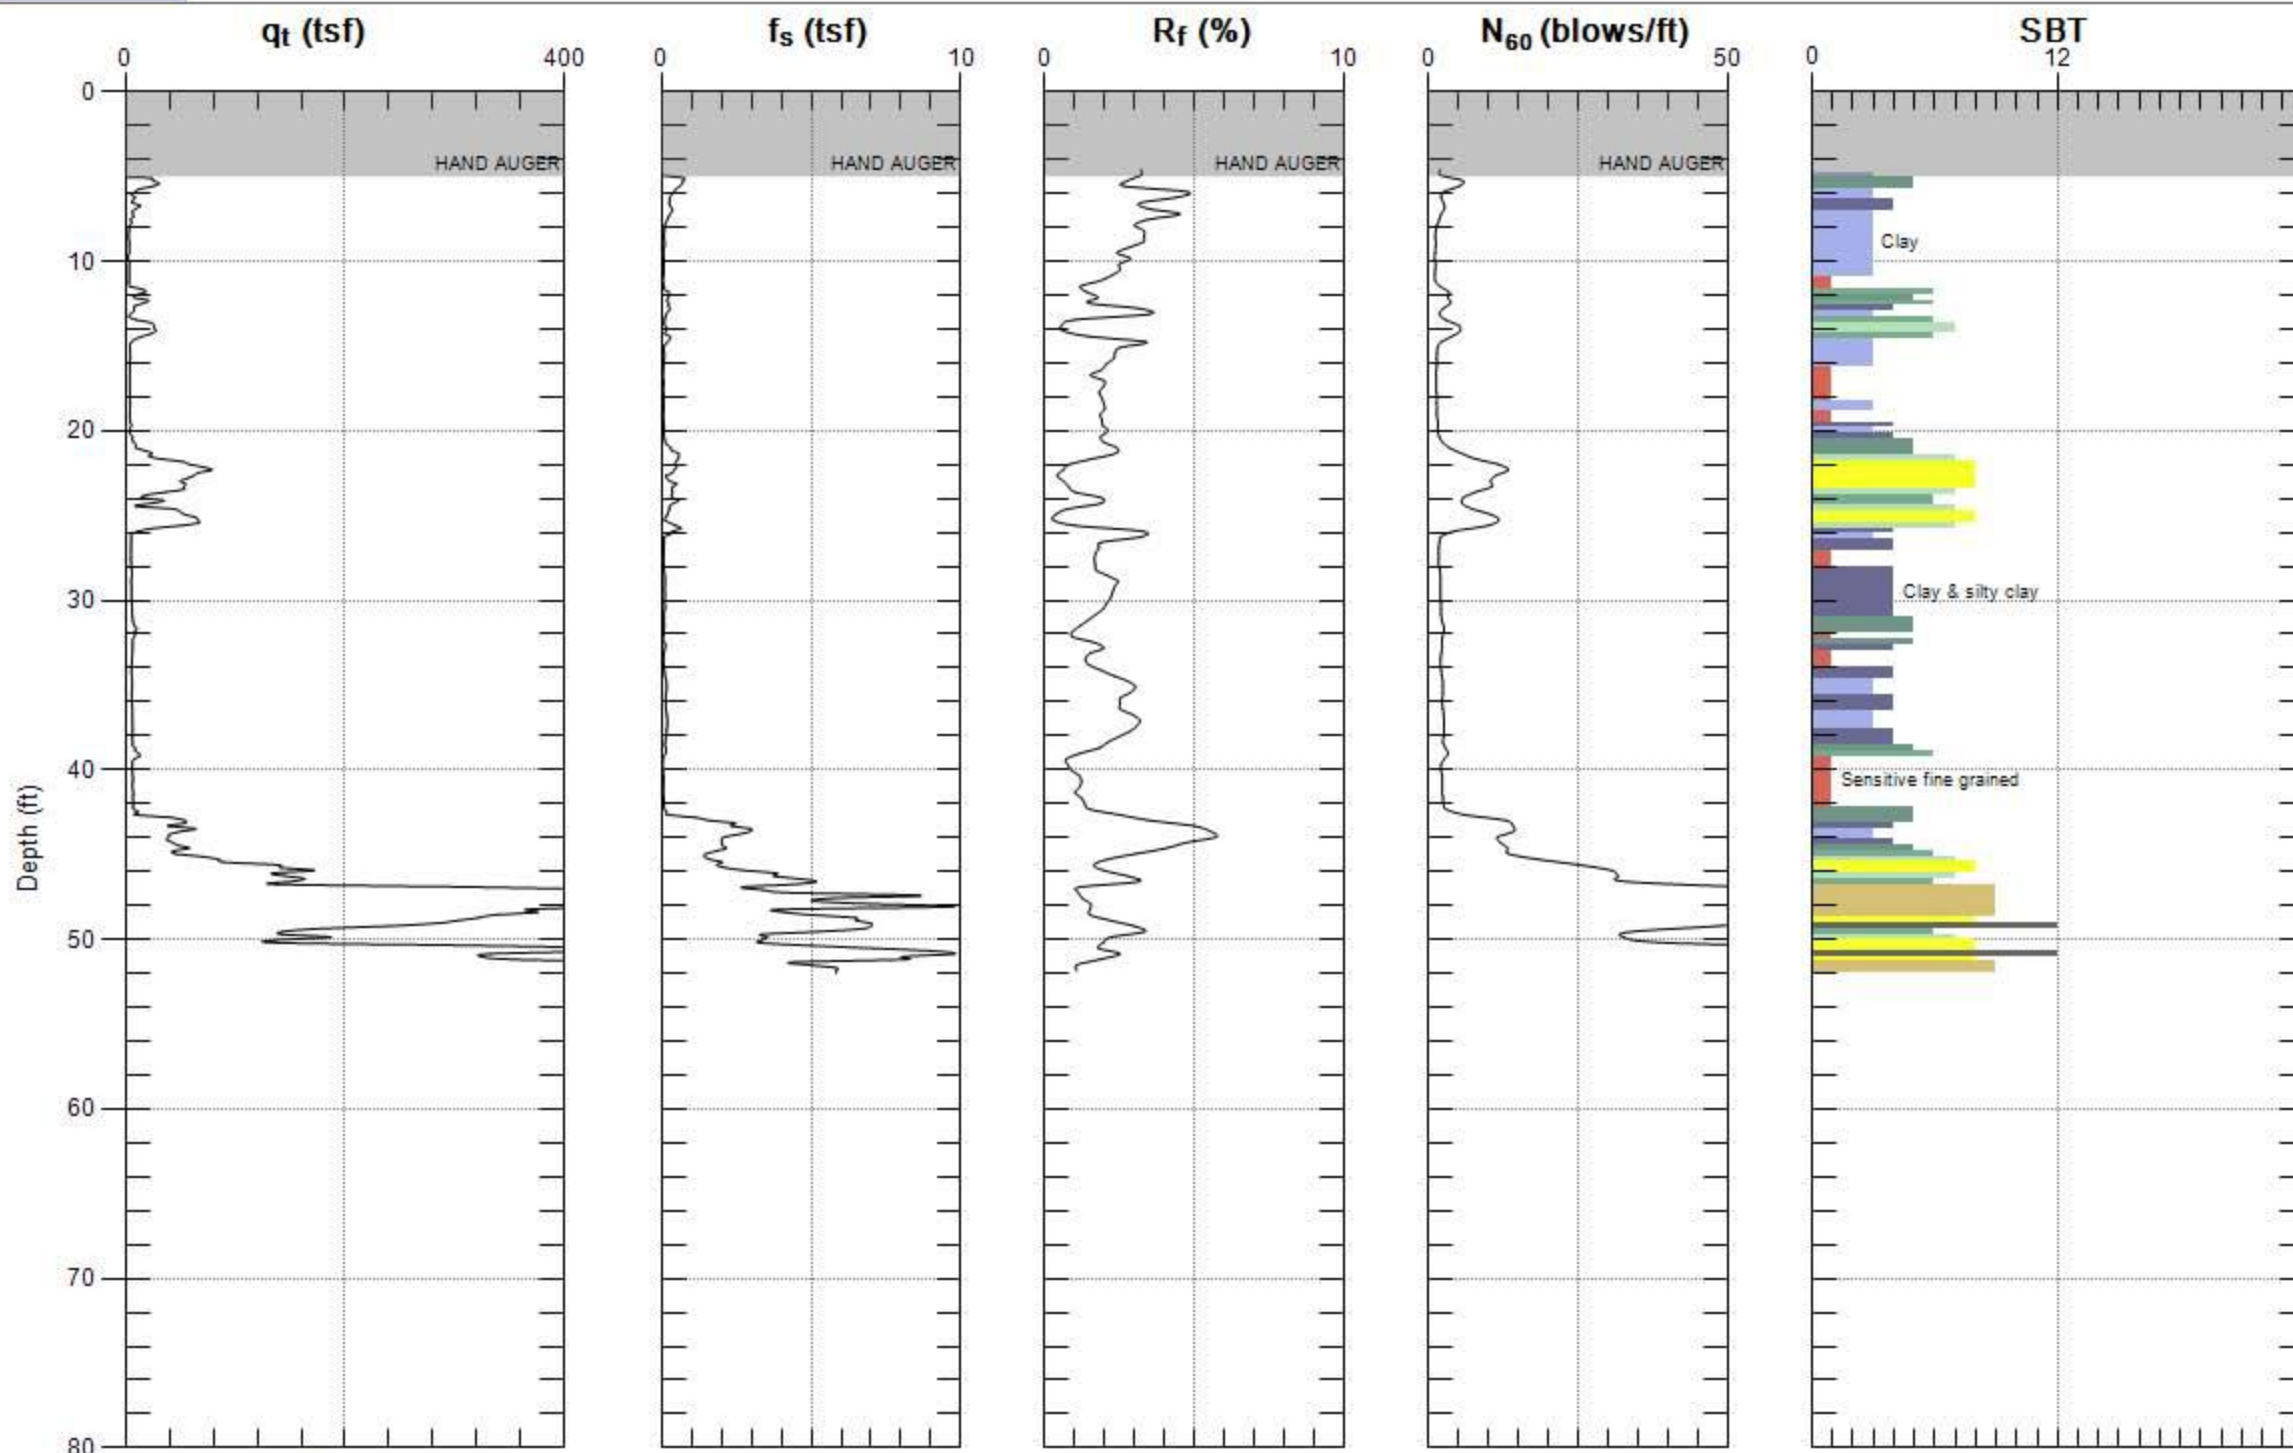 qt (tsf) fs (tsf) Rf (%) N60 (blows/ft) SBT
0 400 0 10 0 10 0 50 0 12
0
HAND AUGER HAND AUGER HAND AUGER HAND AUGER
Clay
10
20
Clay & silty clay
30
40
Sensitive fine grained
Depth (ft)
50
60
70
80